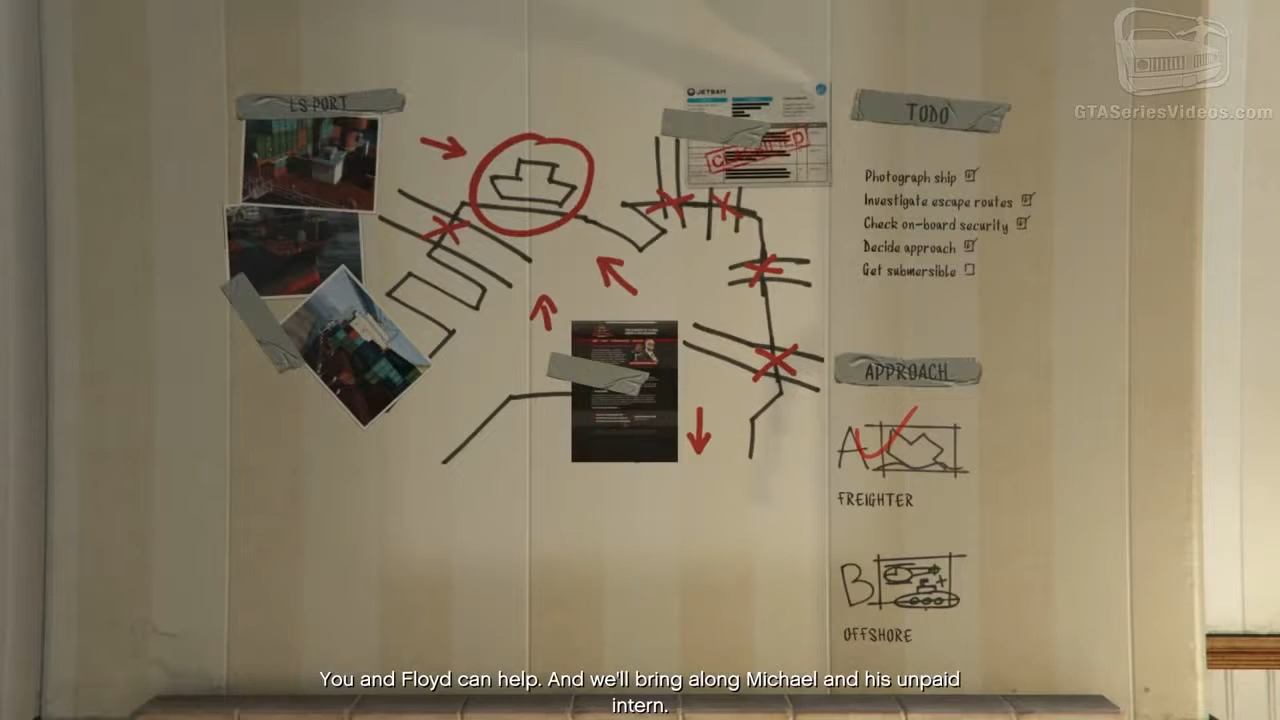 GTASeriesVideos.com
LS PORT
JETSAM
TODO
Photograph ship
Investigate escape routes
Check on-board security
Decide approach
Get submersible
APPROACH
A
FREIGHTER
B
OFFSHORE
You and Floyd can help. And we'll bring along Michael and his unpaid
intern.